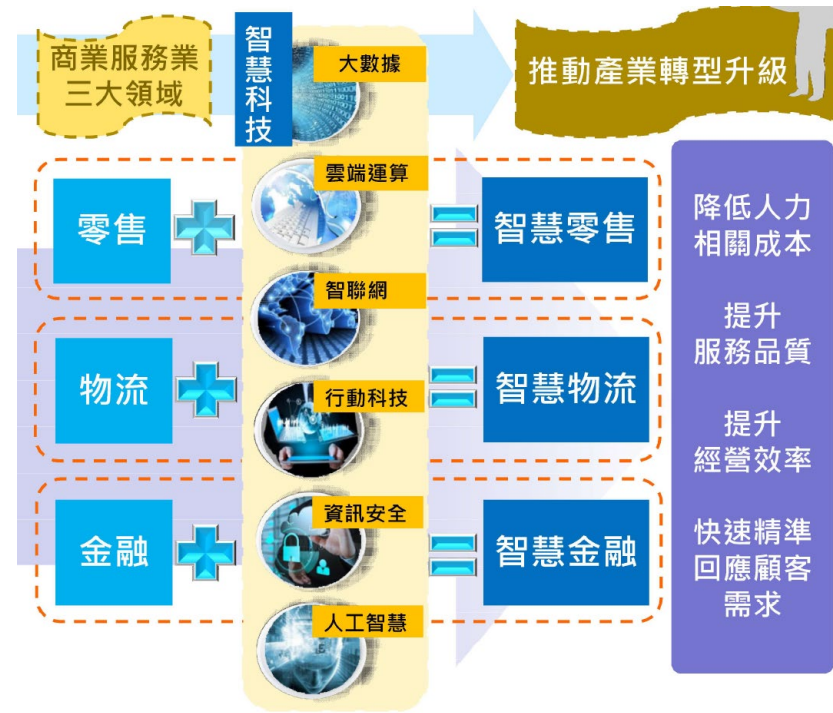 商業服務業
三大領域
智慧科技
推動產業轉型升級
大數據
雲端運算
智聯網
行動科技
資訊安全
人工智慧
零售
智慧零售
物流
智慧物流
金融
智慧金融
降低人力
相關成本
提升
服務品質
提升
經營效率
快速精準
回應顧客
需求